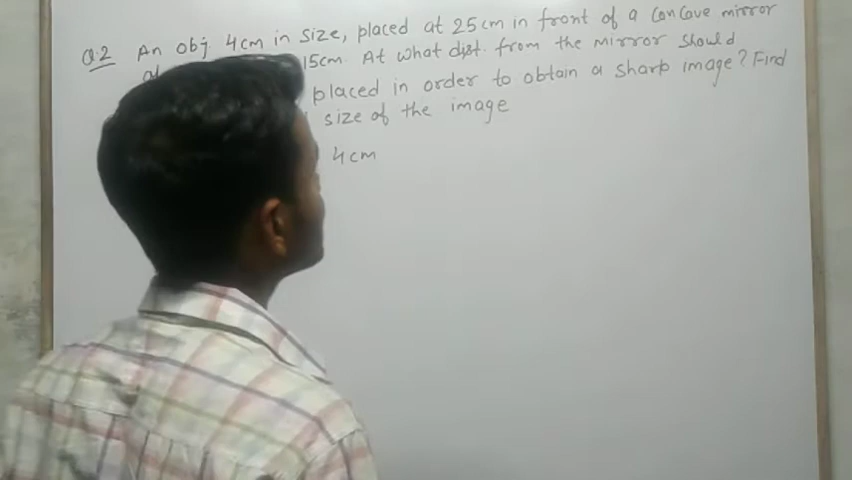 Q.2 An obj. 4cm in size, placed at 25cm in front of a Concave mirror
15cm. At what dist. from the mirror should
placed in order to obtain a sharp image? Find
size of the image
4cm